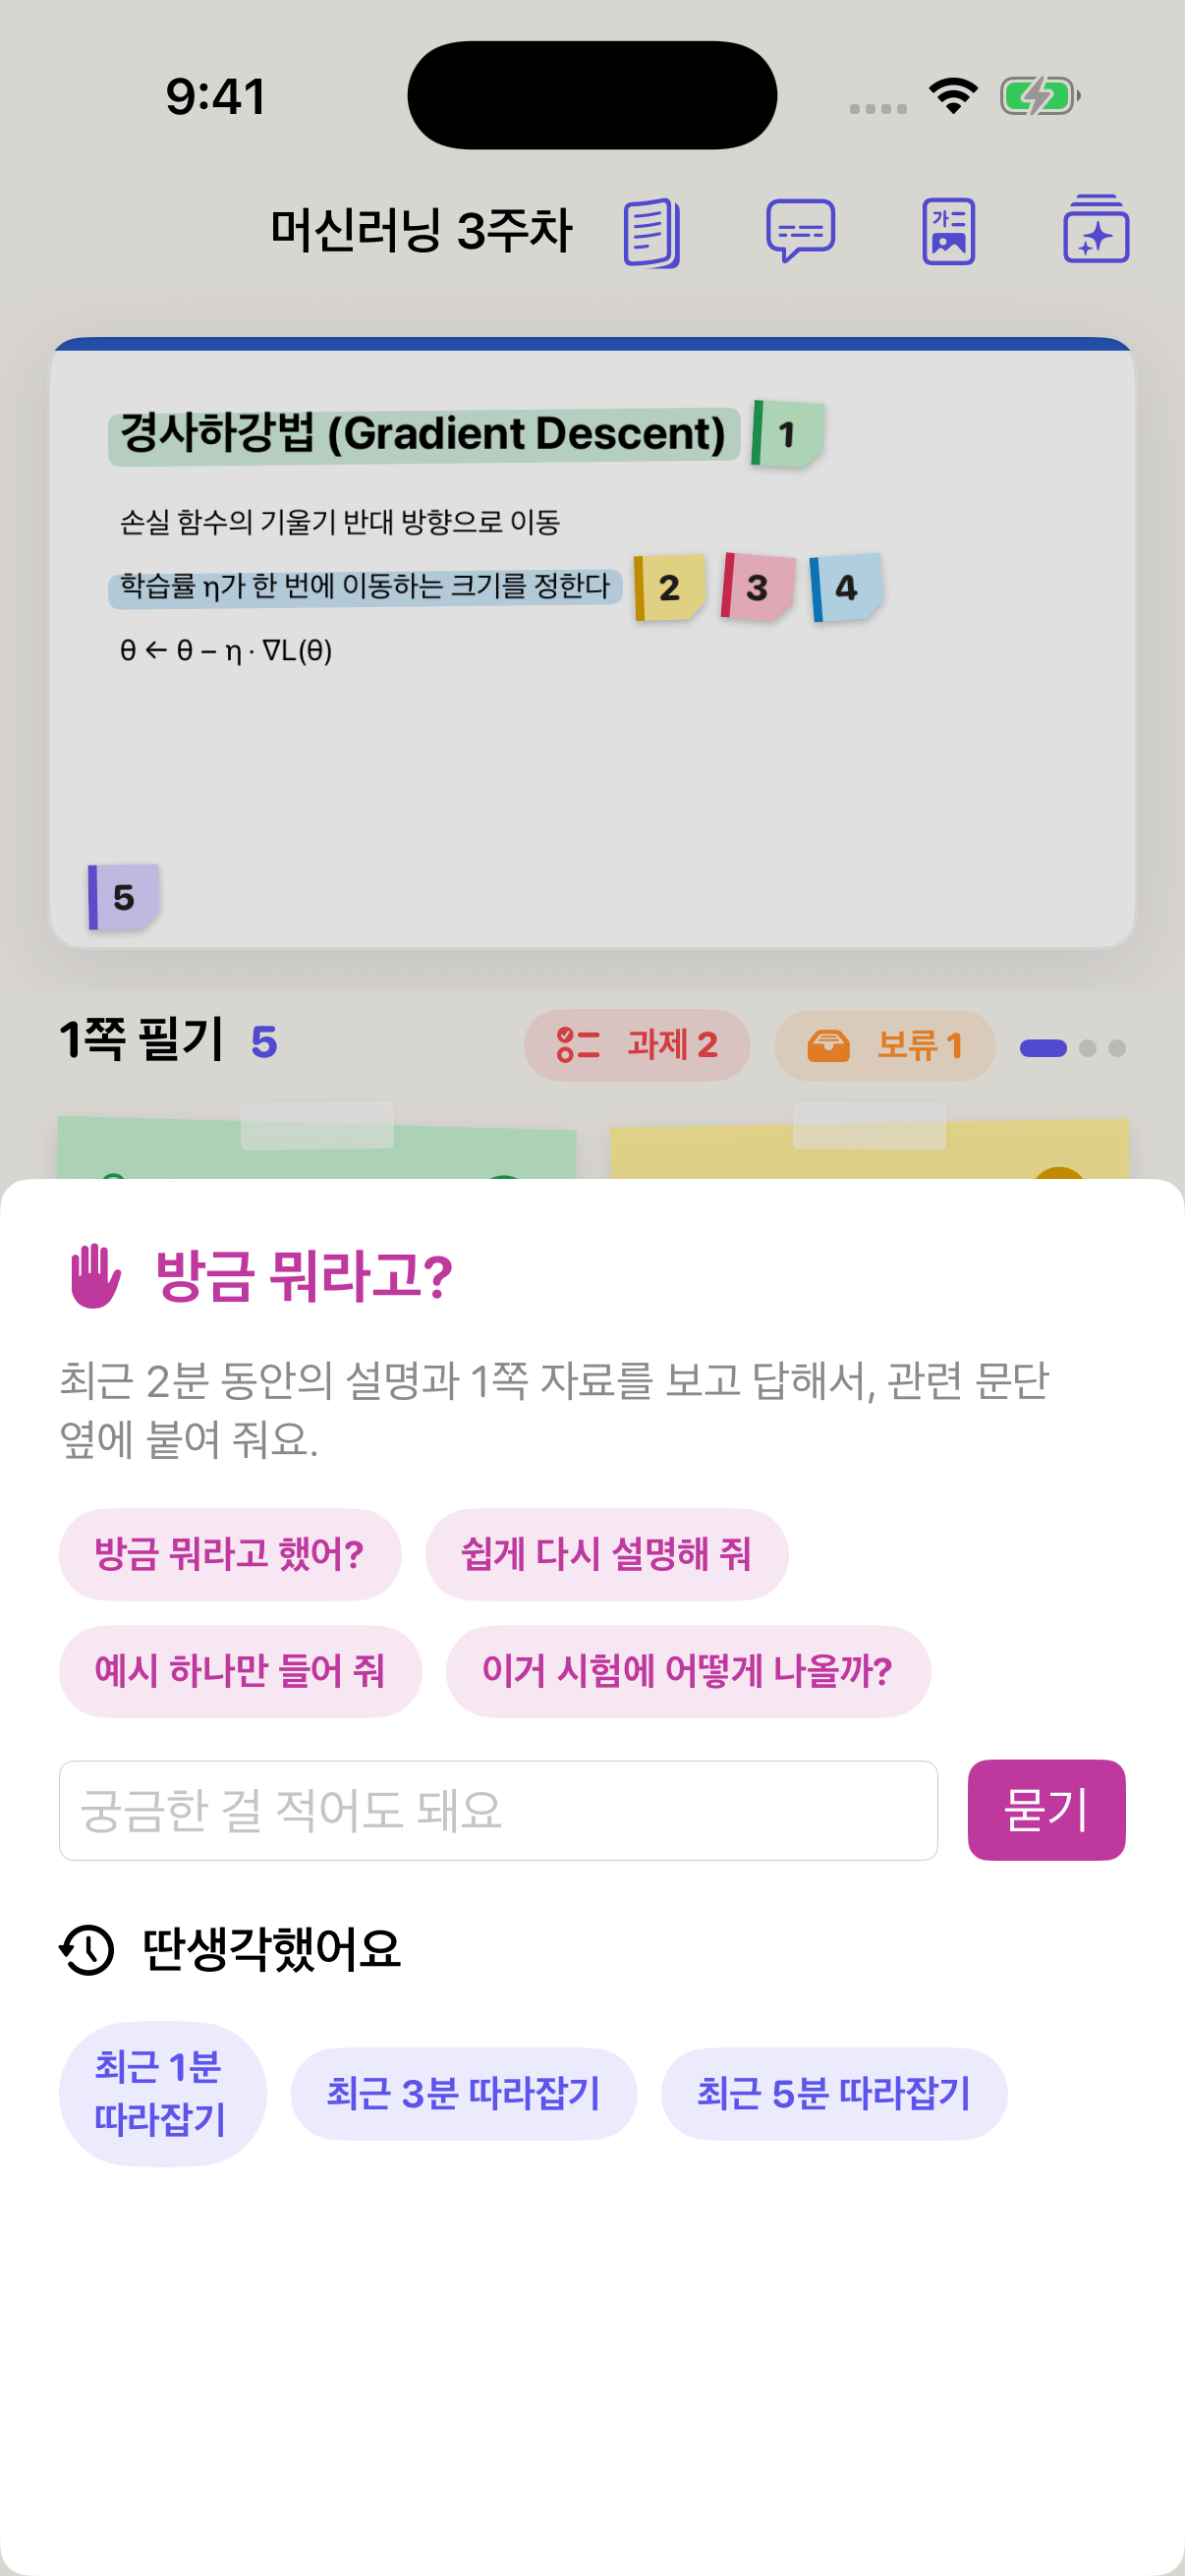 9:41
머신러닝 3주차
가
경사하강법 (Gradient Descent) 1
손실 함수의 기울기 반대 방향으로 이동
학습률 η가 한 번에 이동하는 크기를 정한다 2 3 4
θ ← θ − η · ∇L(θ)
5
1쪽 필기 5 과제 2 보류 1
방금 뭐라고?
최근 2분 동안의 설명과 1쪽 자료를 보고 답해서, 관련 문단
옆에 붙여 줘요.
방금 뭐라고 했어? 쉽게 다시 설명해 줘
예시 하나만 들어 줘 이거 시험에 어떻게 나올까?
궁금한 걸 적어도 돼요 묻기
딴생각했어요
최근 1분
따라잡기
최근 3분 따라잡기 최근 5분 따라잡기